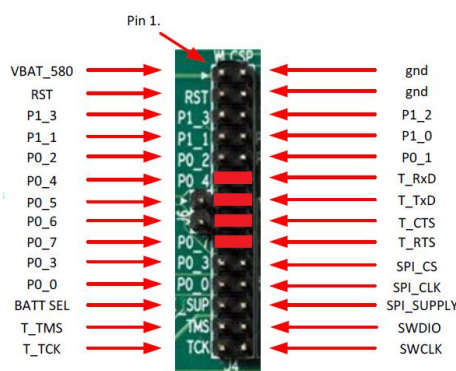 Pin 1.
VBAT_580 gnd
RST RST gnd
P1_3 P1_3 P1_2
P1_1 P1_1 P1_0
P0_2 P0_2 P0_1
P0_4 P0_4 T_RxD
P0_5 T_TxD
P0_6 T_CTS
P0_7 T_RTS
P0_3 P0_3 SPI_CS
P0_0 P0_0 SPI_CLK
BATT SEL SUP SPI_SUPPLY
T_TMS TMS SWDIO
T_TCK TCK SWCLK
J4